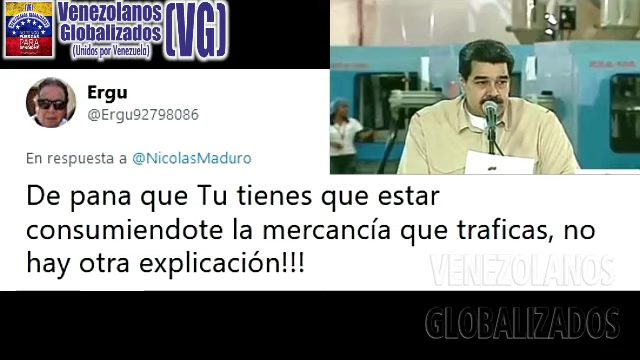 Venezolanos
Globalizados
(Unidos por Venezuela)
(VG)
Ergu
@Ergu92798086
En respuesta a @NicolasMaduro
De pana que Tu tienes que estar
consumiendote la mercancía que traficas, no
hay otra explicación!!!
VENEZOLANOS
GLOBALIZADOS